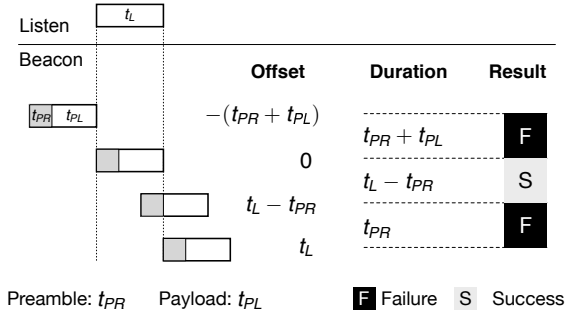 Listen
t_L
Beacon
Offset Duration Result
t_PR t_PL
−(t_PR + t_PL)
t_PR + t_PL F
0
t_L − t_PR S
t_L − t_PR
t_PR F
t_L
Preamble: t_PR Payload: t_PL F Failure S Success